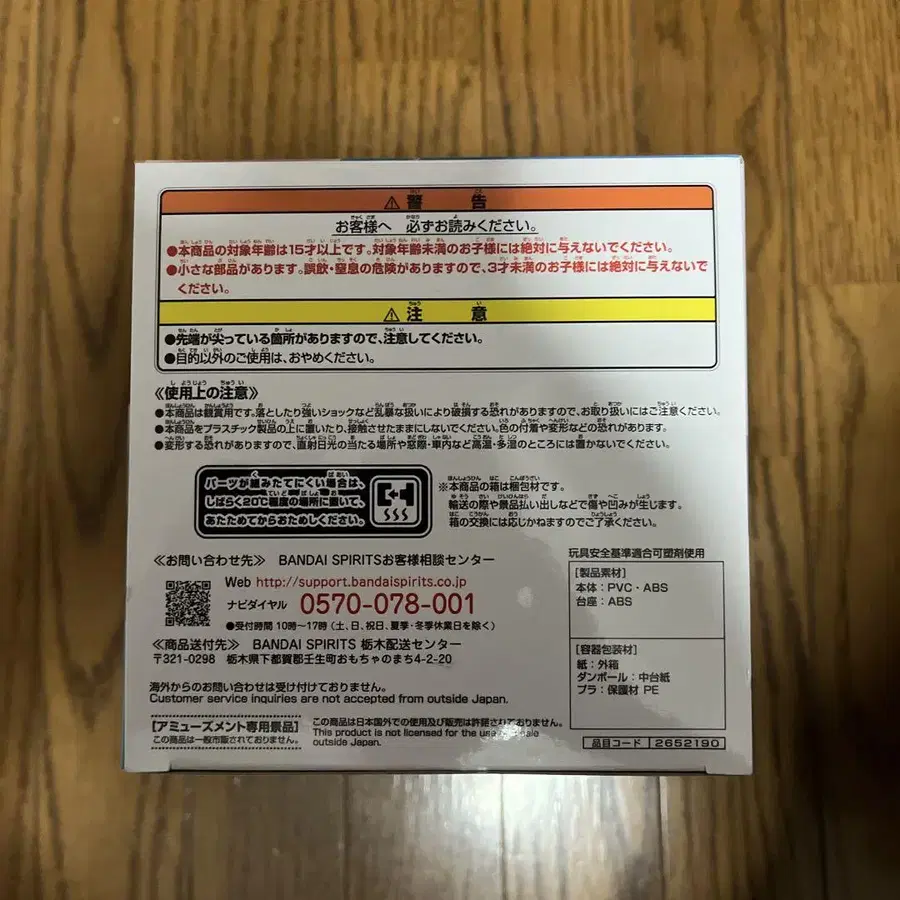 ⚠警告
お客様へ 必ずお読みください。
●本商品の対象年齢は15才以上です。対象年齢未満のお子様には絶対に与えないでください。
●小さな部品があります。誤飲・窒息の危険がありますので、3才未満のお子様には絶対に与えないで
ください。
⚠注意
●先端が尖っている箇所がありますので、注意してください。
●目的以外のご使用は、おやめください。
《使用上の注意》
●本商品は観賞用です。落としたり強いショックなど乱暴な扱いにより破損する恐れがありますので、お取り扱いにはご注意ください。
●本商品をプラスチック製品の上に置いたり、接触させたままにしないでください。色の付着や変形などの恐れがあります。
●変形する恐れがありますので、直射日光の当たる場所や窓際・車内など高温・多湿のところには置かないでください。
パーツが組みたてにくい場合は、
しばらく20℃程度の場所に置いて、
あたためてからおためしください。
※本商品の箱は梱包材です。
輸送の際や景品払い出しなどで傷や凹みが生じます。
箱の交換には応じかねますのでご了承ください。
《お問い合わせ先》 BANDAI SPIRITSお客様相談センター
Web http://support.bandaispirits.co.jp
ナビダイヤル 0570-078-001
●受付時間 10時〜17時(土、日、祝日、夏季・冬季休業日を除く)
《商品送付先》 BANDAI SPIRITS 栃木配送センター
〒321-0298 栃木県下都賀郡壬生町おもちゃのまち4-2-20
海外からのお問い合わせは受け付けておりません。
Customer service inquiries are not accepted from outside Japan.
[アミューズメント専用景品]
この商品は一般市販されておりません。
この商品は日本国外での使用及び販売は許諾されておりません。
This product is not licensed for the use or sale
outside Japan.
玩具安全基準適合可塑剤使用
[製品素材]
本体:PVC・ABS
台座:ABS
[容器包装材]
紙:外箱
ダンボール:中台紙
プラ:保護材 PE
品目コード 2652190